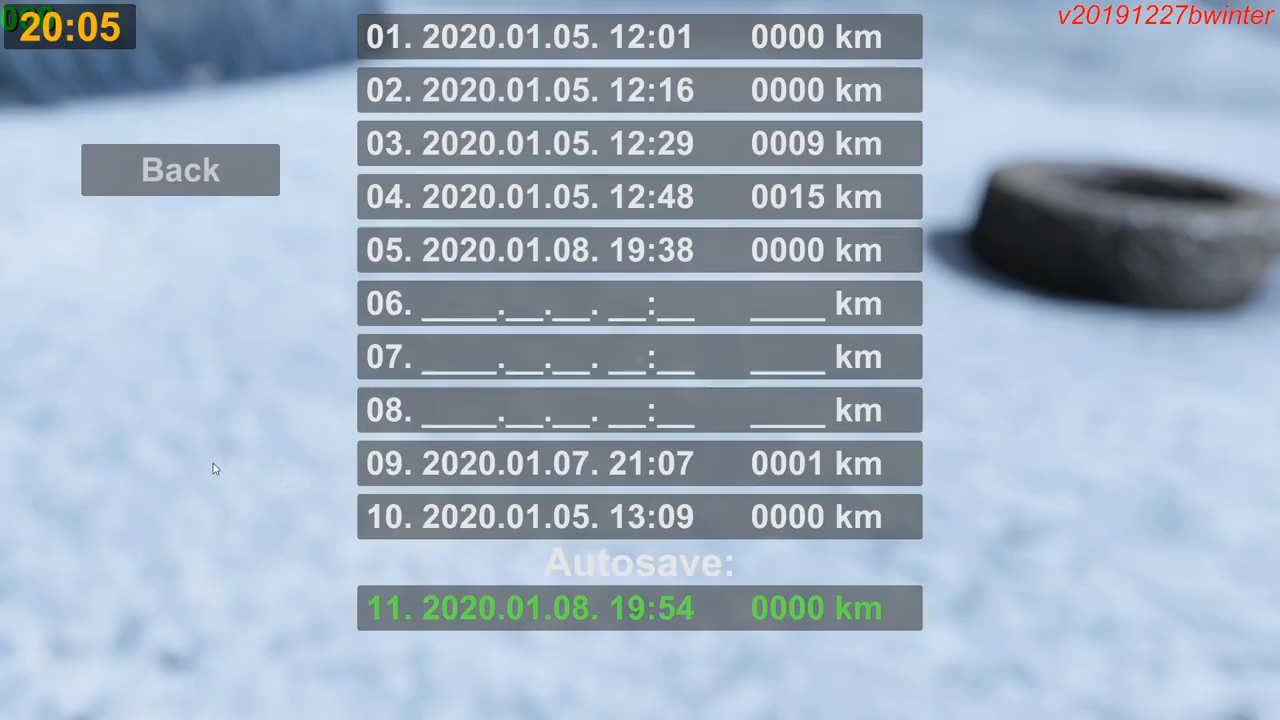 20:05
v20191227bwinter
01. 2020.01.05. 12:01 0000 km
02. 2020.01.05. 12:16 0000 km
03. 2020.01.05. 12:29 0009 km
Back
04. 2020.01.05. 12:48 0015 km
05. 2020.01.08. 19:38 0000 km
06. ____.__.__. __:__ ____ km
07. ____.__.__. __:__ ____ km
08. ____.__.__. __:__ ____ km
09. 2020.01.07. 21:07 0001 km
10. 2020.01.05. 13:09 0000 km
Autosave:
11. 2020.01.08. 19:54 0000 km